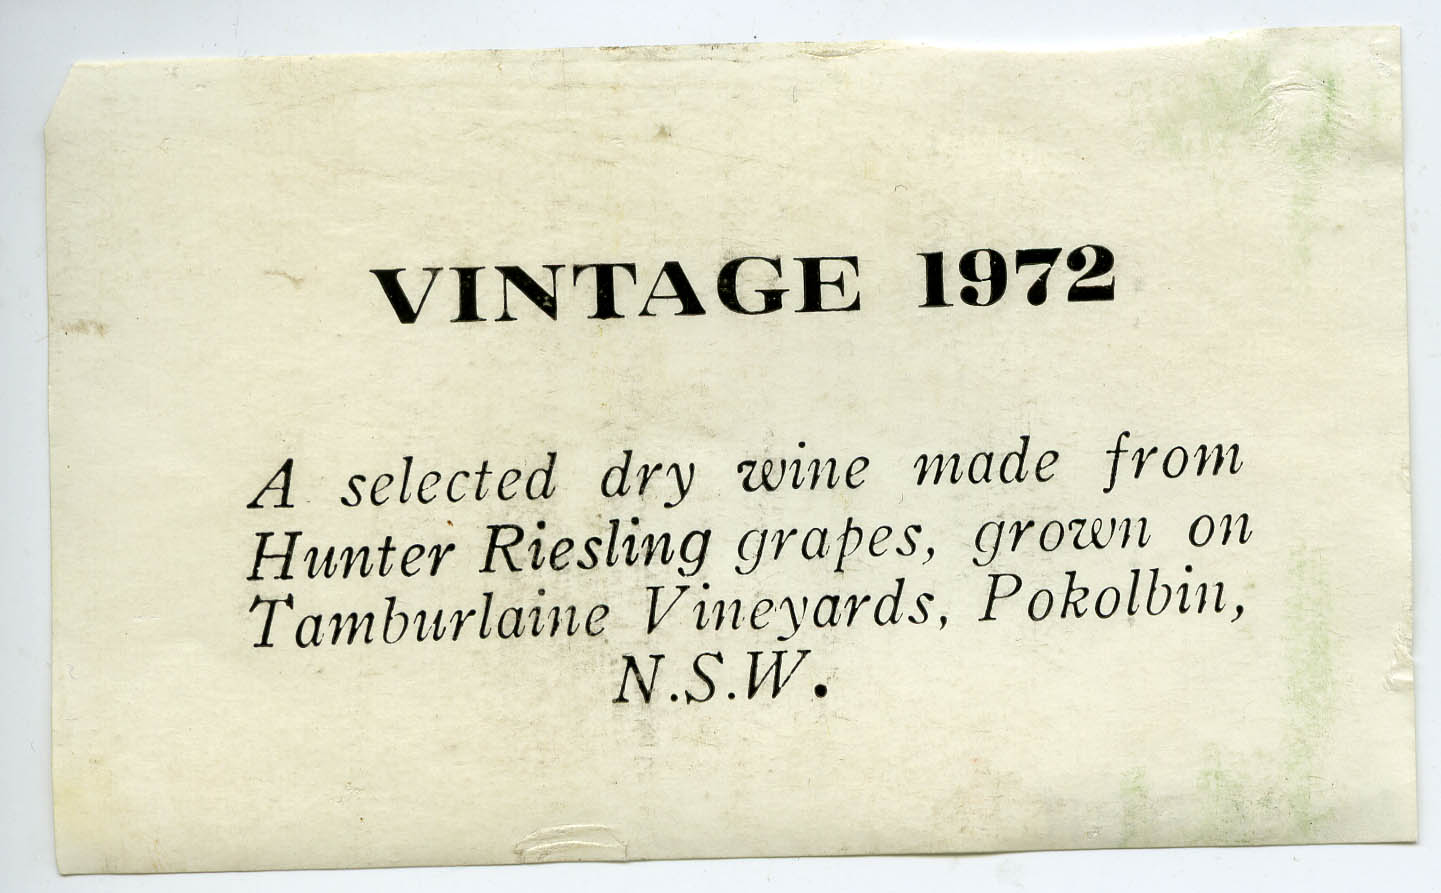 VINTAGE 1972
A selected dry wine made from
Hunter Riesling grapes, grown on
Tamburlaine Vineyards, Pokolbin,
N.S.W.